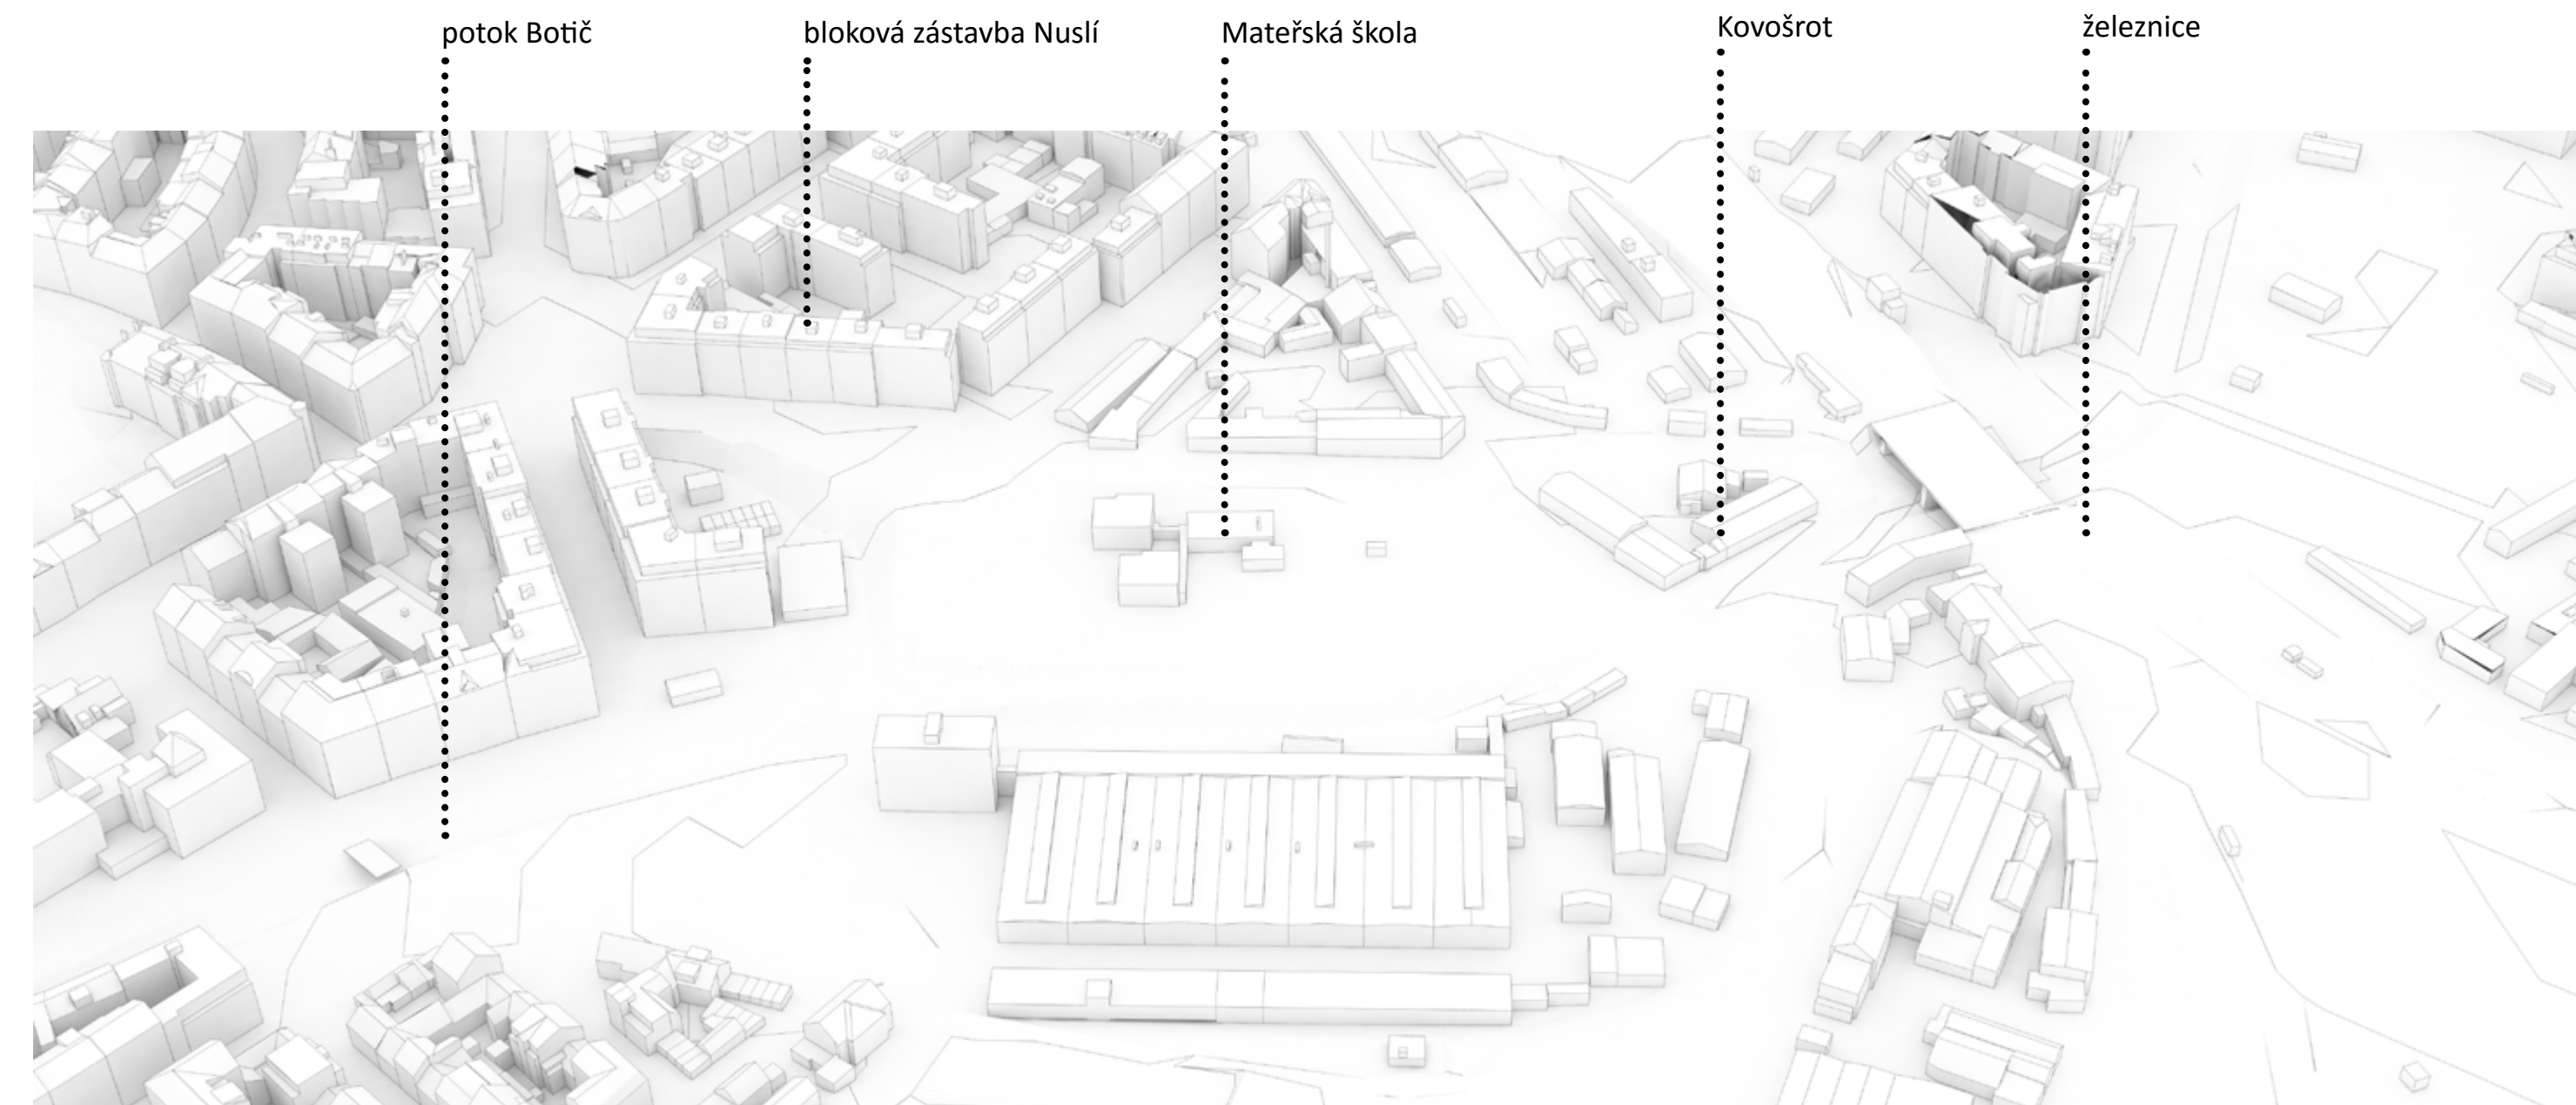 potok Botič
bloková zástavba Nuslí
Mateřská škola
Kovošrot
železnice